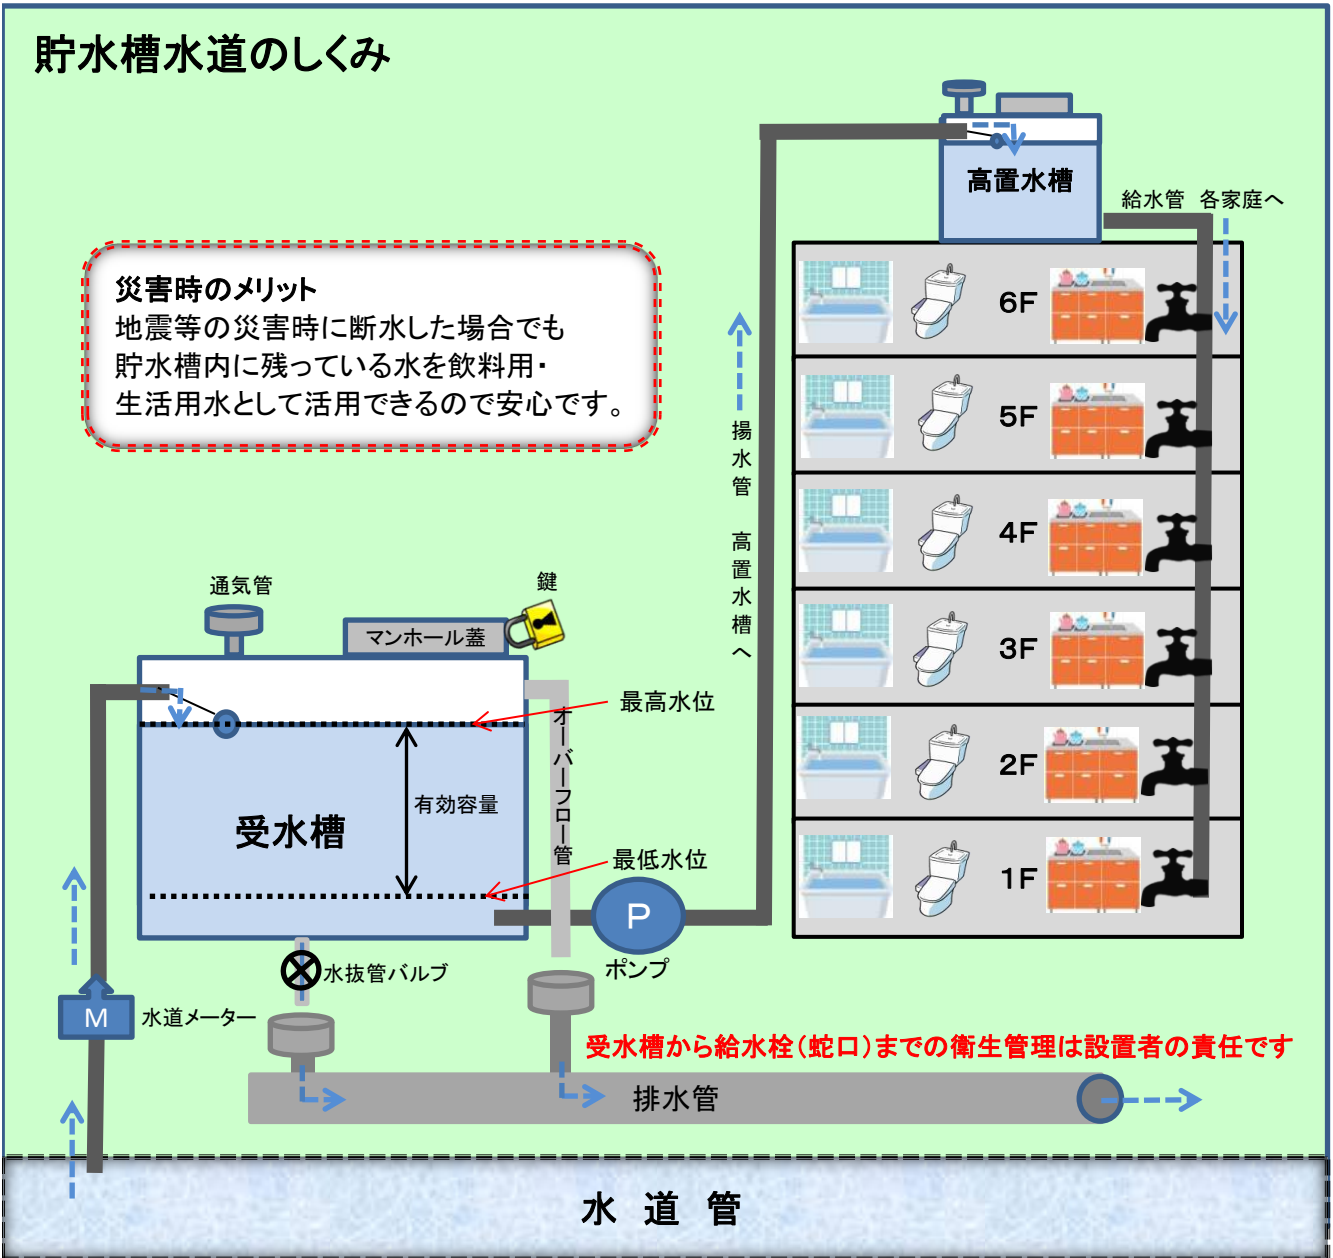 貯水槽水道のしくみ
高置水槽
給水管 各家庭へ
災害時のメリット
地震等の災害時に断水した場合でも
貯水槽内に残っている水を飲料用・
生活用水として活用できるので安心です。
6F
5F
4F
3F
2F
1F
揚水管 高置水槽へ
通気管
マンホール蓋
鍵
最高水位
オーバーフロー管
有効容量
受水槽
最低水位
P
ポンプ
水抜管バルブ
M
水道メーター
受水槽から給水栓(蛇口)までの衛生管理は設置者の責任です
排水管
水 道 管